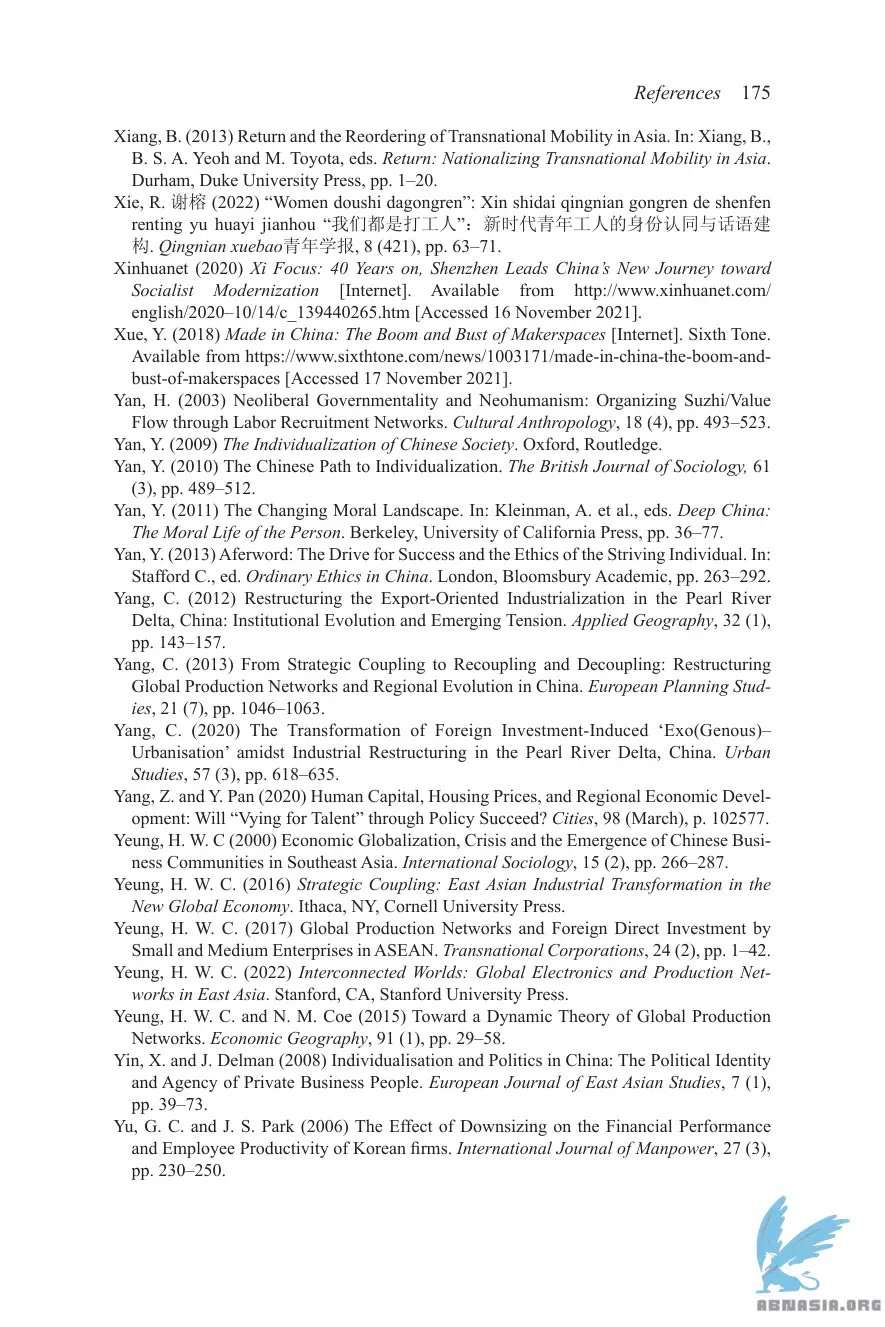 References 175
Xiang, B. (2013) Return and the Reordering of Transnational Mobility in Asia. In: Xiang, B.,
B. S. A. Yeoh and M. Toyota, eds. Return: Nationalizing Transnational Mobility in Asia.
Durham, Duke University Press, pp. 1–20.
Xie, R. 谢榕 (2022) “Women doushi dagongren”: Xin shidai qingnian gongren de shenfen
renting yu huayi jianhou “我们都是打工人”：新时代青年工人的身份认同与话语建
构. Qingnian xuebao青年学报, 8 (421), pp. 63–71.
Xinhuanet (2020) Xi Focus: 40 Years on, Shenzhen Leads China’s New Journey toward
Socialist Modernization [Internet]. Available from http://www.xinhuanet.com/
english/2020–10/14/c_139440265.htm [Accessed 16 November 2021].
Xue, Y. (2018) Made in China: The Boom and Bust of Makerspaces [Internet]. Sixth Tone.
Available from https://www.sixthtone.com/news/1003171/made-in-china-the-boom-and-
bust-of-makerspaces [Accessed 17 November 2021].
Yan, H. (2003) Neoliberal Governmentality and Neohumanism: Organizing Suzhi/Value
Flow through Labor Recruitment Networks. Cultural Anthropology, 18 (4), pp. 493–523.
Yan, Y. (2009) The Individualization of Chinese Society. Oxford, Routledge.
Yan, Y. (2010) The Chinese Path to Individualization. The British Journal of Sociology, 61
(3), pp. 489–512.
Yan, Y. (2011) The Changing Moral Landscape. In: Kleinman, A. et al., eds. Deep China:
The Moral Life of the Person. Berkeley, University of California Press, pp. 36–77.
Yan, Y. (2013) Aferword: The Drive for Success and the Ethics of the Striving Individual. In:
Stafford C., ed. Ordinary Ethics in China. London, Bloomsbury Academic, pp. 263–292.
Yang, C. (2012) Restructuring the Export-Oriented Industrialization in the Pearl River
Delta, China: Institutional Evolution and Emerging Tension. Applied Geography, 32 (1),
pp. 143–157.
Yang, C. (2013) From Strategic Coupling to Recoupling and Decoupling: Restructuring
Global Production Networks and Regional Evolution in China. European Planning Stud-
ies, 21 (7), pp. 1046–1063.
Yang, C. (2020) The Transformation of Foreign Investment-Induced ‘Exo(Genous)–
Urbanisation’ amidst Industrial Restructuring in the Pearl River Delta, China. Urban
Studies, 57 (3), pp. 618–635.
Yang, Z. and Y. Pan (2020) Human Capital, Housing Prices, and Regional Economic Devel-
opment: Will “Vying for Talent” through Policy Succeed? Cities, 98 (March), p. 102577.
Yeung, H. W. C (2000) Economic Globalization, Crisis and the Emergence of Chinese Busi-
ness Communities in Southeast Asia. International Sociology, 15 (2), pp. 266–287.
Yeung, H. W. C. (2016) Strategic Coupling: East Asian Industrial Transformation in the
New Global Economy. Ithaca, NY, Cornell University Press.
Yeung, H. W. C. (2017) Global Production Networks and Foreign Direct Investment by
Small and Medium Enterprises in ASEAN. Transnational Corporations, 24 (2), pp. 1–42.
Yeung, H. W. C. (2022) Interconnected Worlds: Global Electronics and Production Net-
works in East Asia. Stanford, CA, Stanford University Press.
Yeung, H. W. C. and N. M. Coe (2015) Toward a Dynamic Theory of Global Production
Networks. Economic Geography, 91 (1), pp. 29–58.
Yin, X. and J. Delman (2008) Individualisation and Politics in China: The Political Identity
and Agency of Private Business People. European Journal of East Asian Studies, 7 (1),
pp. 39–73.
Yu, G. C. and J. S. Park (2006) The Effect of Downsizing on the Financial Performance
and Employee Productivity of Korean firms. International Journal of Manpower, 27 (3),
pp. 230–250.
ABNASIA.ORG